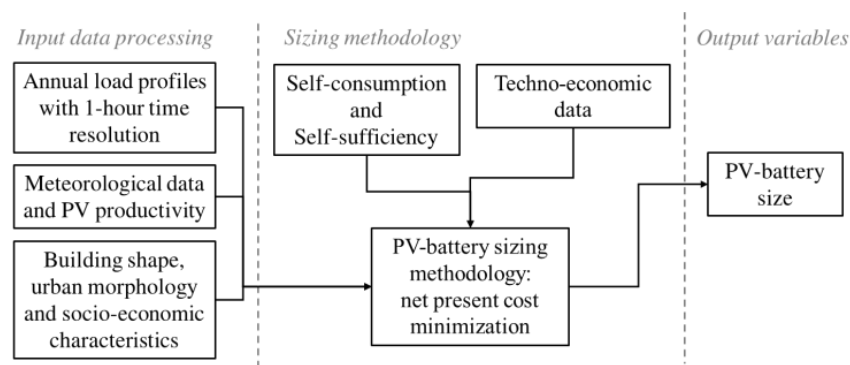 Input data processing
Annual load profiles
with 1-hour time
resolution
Meteorological data
and PV productivity
Building shape,
urban morphology
and socio-economic
characteristics
Sizing methodology
Self-consumption
and
Self-sufficiency
Techno-economic
data
PV-battery sizing
methodology:
net present cost
minimization
Output variables
PV-battery
size